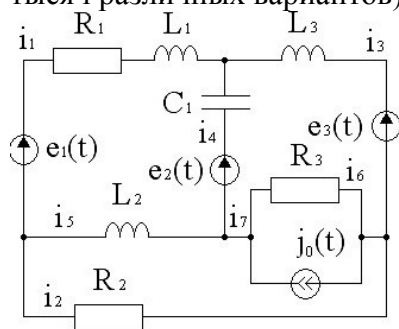 тыся i различных вариантов)
R₁ L₁ L₃
i₁ i₃
C₁
i₄
e₁(t) e₂(t) e₃(t)
R₃
i₆
L₂
i₅ i₇
j₀(t)
i₂ R₂